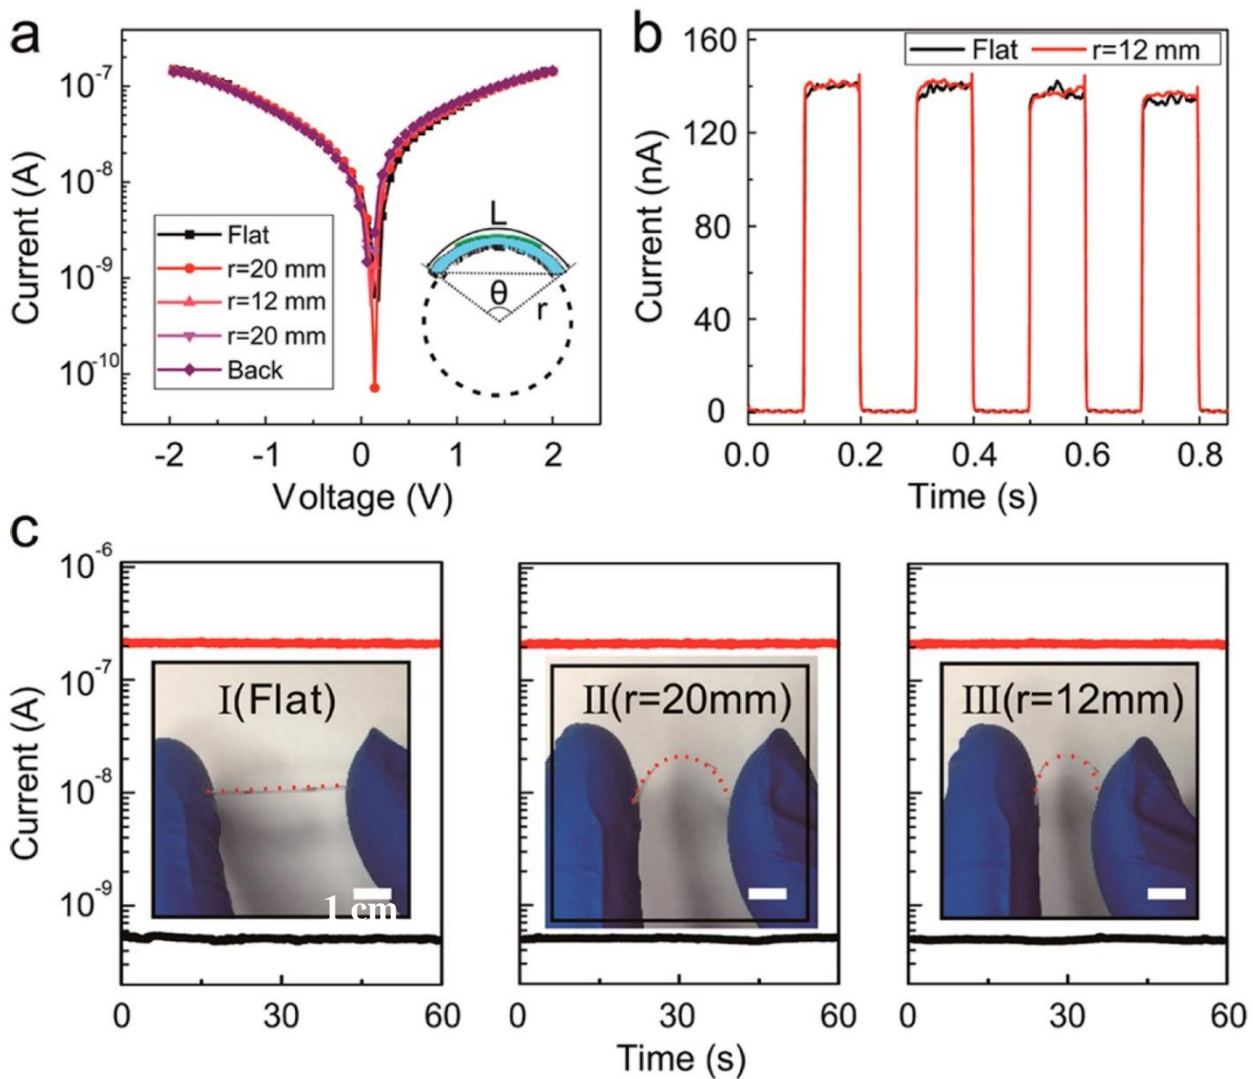 a
10⁻⁷
10⁻⁸
10⁻⁹
10⁻¹⁰
Current (A)
Flat
r=20 mm
r=12 mm
r=20 mm
Back
L
θ
r
-2 -1 0 1 2
Voltage (V)
b
160
120
80
40
0
Current (nA)
Flat r=12 mm
0.0 0.2 0.4 0.6 0.8
Time (s)
c
10⁻⁶
10⁻⁷
10⁻⁸
10⁻⁹
Current (A)
I(Flat)
1 cm
0 30 60
II(r=20mm)
0 30 60
III(r=12mm)
0 30 60
Time (s)